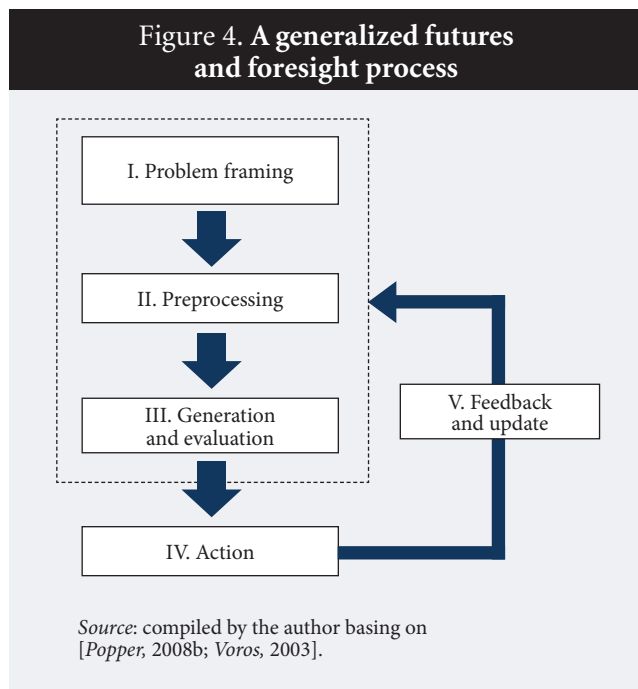 Figure 4. A generalized futures
and foresight process
I. Problem framing
II. Preprocessing
III. Generation
and evaluation
V. Feedback
and update
IV. Action
Source: compiled by the author basing on
[Popper, 2008b; Voros, 2003].